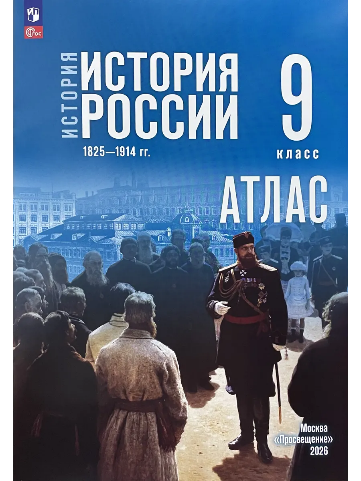 ИСТОРИЯ
ИСТОРИЯ
РОССИИ
1825—1914 гг.
9
КЛАСС
АТЛАС
Москва
«Просвещение»
2026